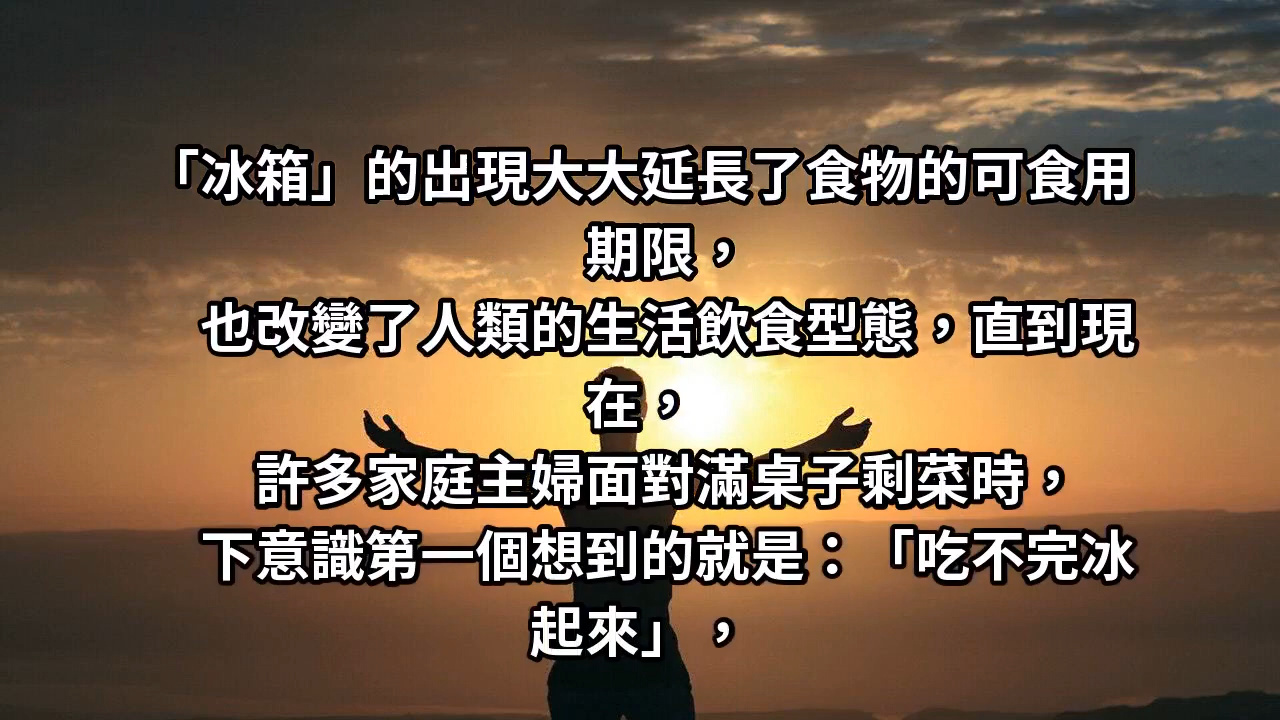 「冰箱」的出現大大延長了食物的可食用
期限，
也改變了人類的生活飲食型態，直到現
在，
許多家庭主婦面對滿桌子剩菜時，
下意識第一個想到的就是：「吃不完冰
起來」，